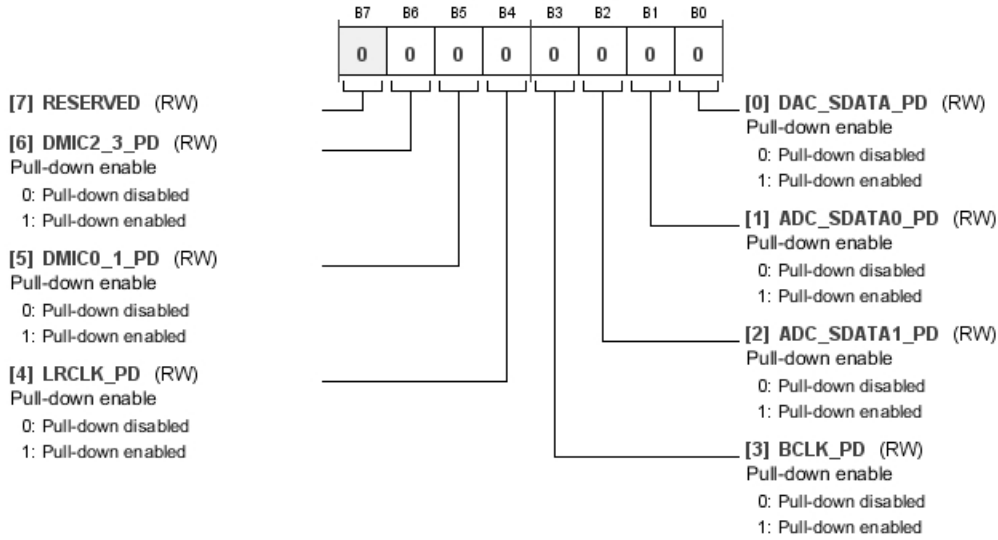 B7 B6 B5 B4 B3 B2 B1 B0
0 0 0 0 0 0 0 0
[7] RESERVED (RW)
[6] DMIC2_3_PD (RW)
Pull-down enable
0: Pull-down disabled
1: Pull-down enabled
[5] DMIC0_1_PD (RW)
Pull-down enable
0: Pull-down disabled
1: Pull-down enabled
[4] LRCLK_PD (RW)
Pull-down enable
0: Pull-down disabled
1: Pull-down enabled
[0] DAC_SDATA_PD (RW)
Pull-down enable
0: Pull-down disabled
1: Pull-down enabled
[1] ADC_SDATA0_PD (RW)
Pull-down enable
0: Pull-down disabled
1: Pull-down enabled
[2] ADC_SDATA1_PD (RW)
Pull-down enable
0: Pull-down disabled
1: Pull-down enabled
[3] BCLK_PD (RW)
Pull-down enable
0: Pull-down disabled
1: Pull-down enabled